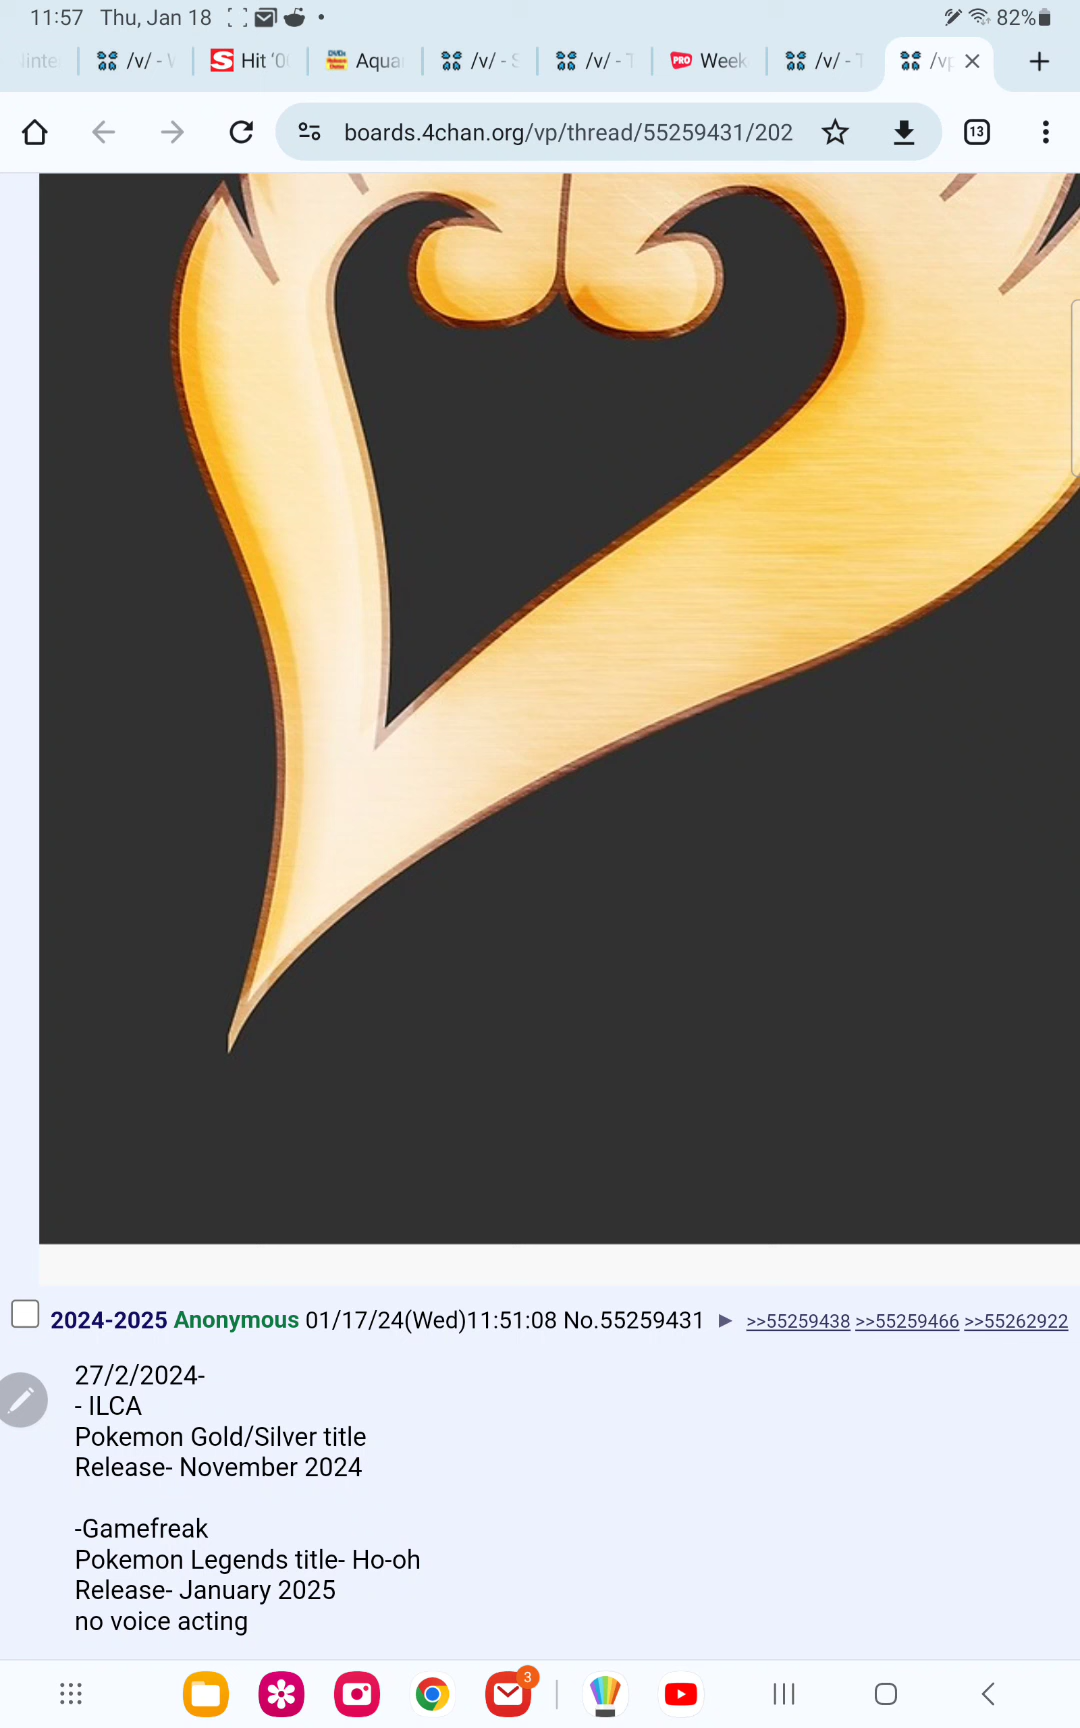 11:57 Thu, Jan 18
82%
/v/ -
Hit '0
Aqua
/v/ - S
/v/ - T
PRO Week
/v/ - T
/vp
boards.4chan.org/vp/thread/55259431/202
13
2024-2025 Anonymous 01/17/24(Wed)11:51:08 No.55259431 ▶ >>55259438 >>55259466 >>55262922
27/2/2024-
- ILCA
Pokemon Gold/Silver title
Release- November 2024
-Gamefreak
Pokemon Legends title- Ho-oh
Release- January 2025
no voice acting
3